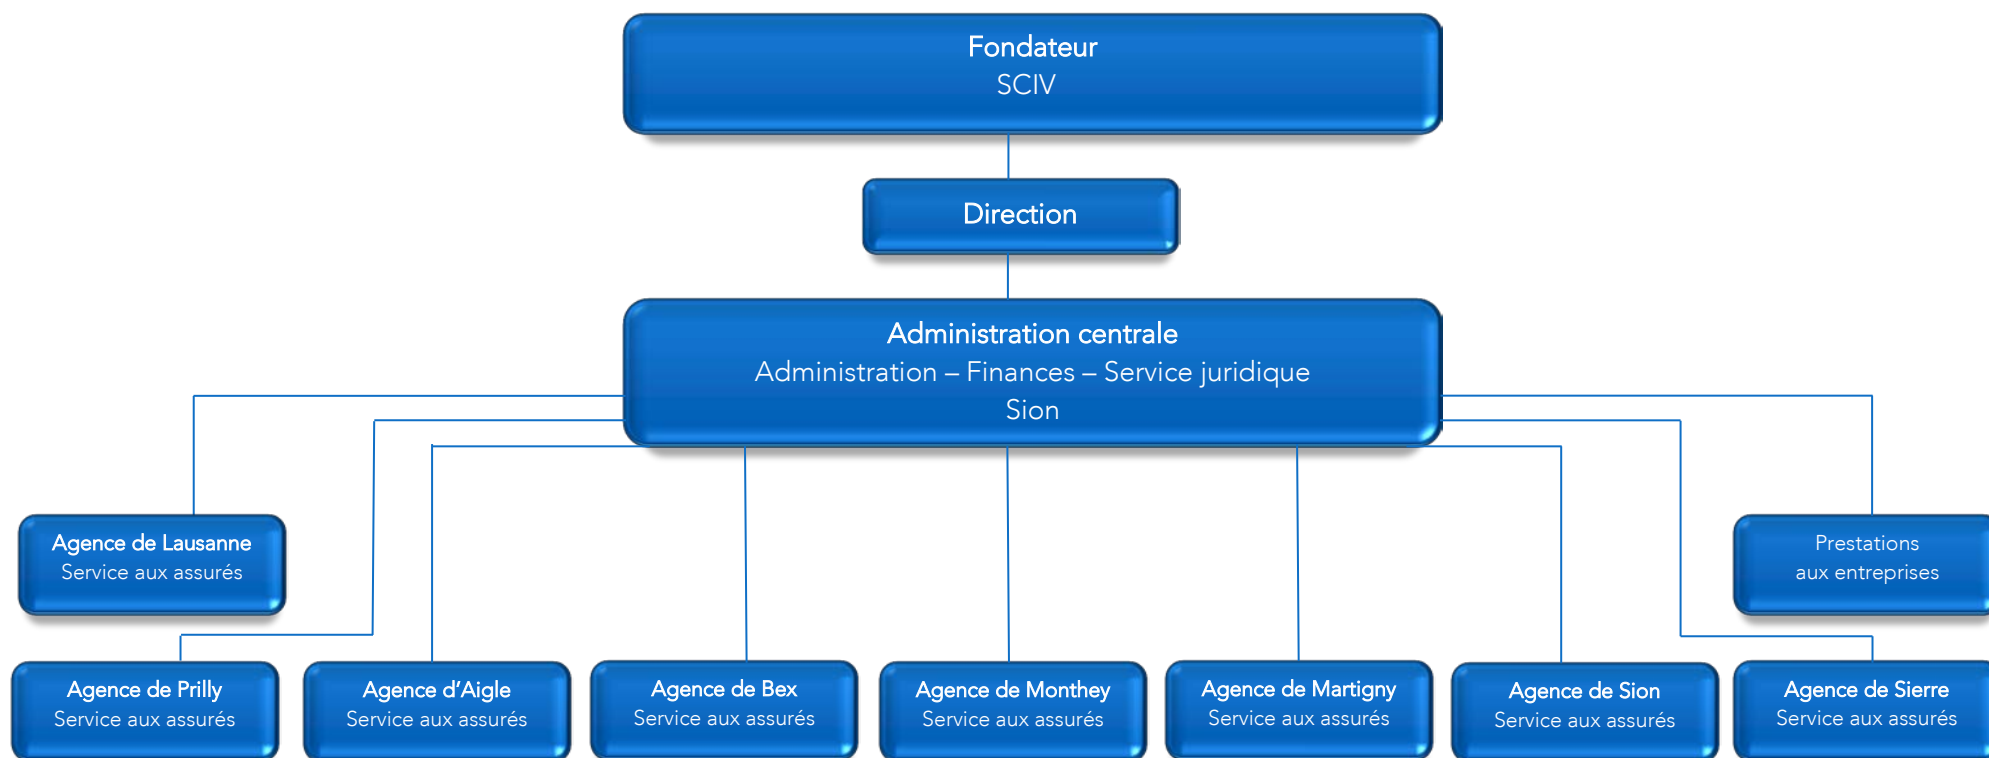 Fondateur
SCIV
Direction
Administration centrale
Administration – Finances – Service juridique
Sion
Agence de Lausanne
Service aux assurés
Prestations
aux entreprises
Agence de Prilly
Service aux assurés
Agence d’Aigle
Service aux assurés
Agence de Bex
Service aux assurés
Agence de Monthey
Service aux assurés
Agence de Martigny
Service aux assurés
Agence de Sion
Service aux assurés
Agence de Sierre
Service aux assurés